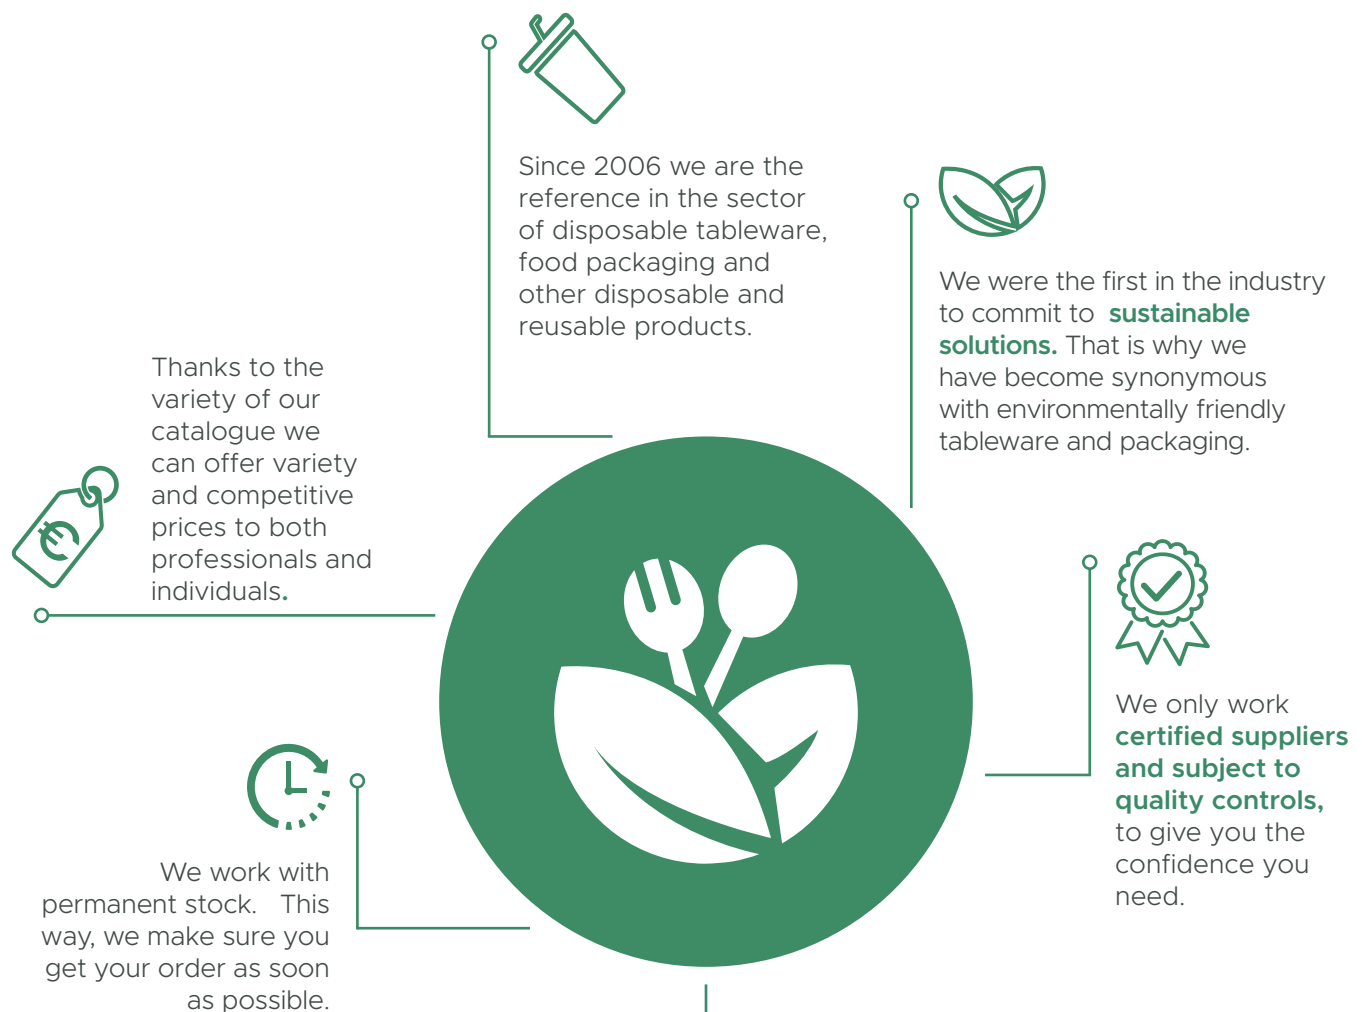 Since 2006 we are the
reference in the sector
of disposable tableware,
food packaging and
other disposable and
reusable products.
We were the first in the industry
to commit to sustainable
solutions. That is why we
have become synonymous
with environmentally friendly
tableware and packaging.
Thanks to the
variety of our
catalogue we
can offer variety
and competitive
prices to both
professionals and
individuals.
We only work
certified suppliers
and subject to
quality controls,
to give you the
confidence you
need.
We work with
permanent stock. This
way, we make sure you
get your order as soon
as possible.